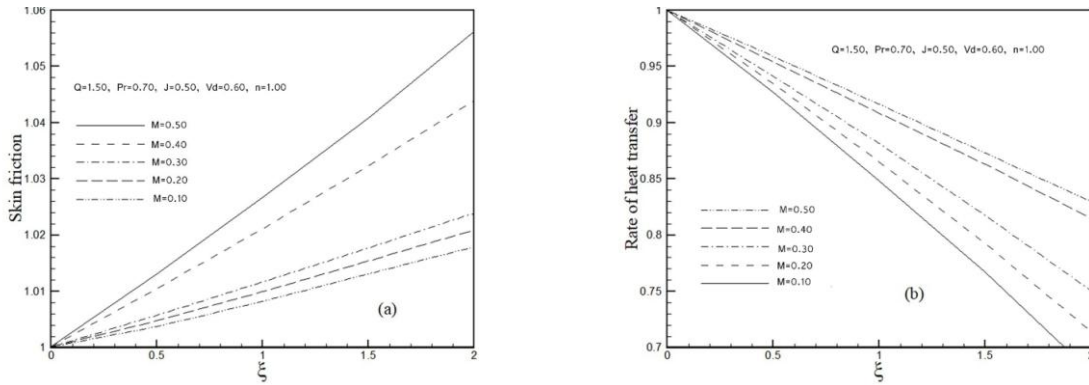 1.06
1.05
1.04
1.03
1.02
1.01
1
Skin friction
Q=1.50, Pr=0.70, J=0.50, Vd=0.60, n=1.00
M=0.50
M=0.40
M=0.30
M=0.20
M=0.10
(a)
0 0.5 1 1.5 2
ξ
1
0.95
0.9
0.85
0.8
0.75
0.7
Rate of heat transfer
Q=1.50, Pr=0.70, J=0.50, Vd=0.60, n=1.00
M=0.50
M=0.40
M=0.30
M=0.20
M=0.10
(b)
0 0.5 1 1.5
ξ